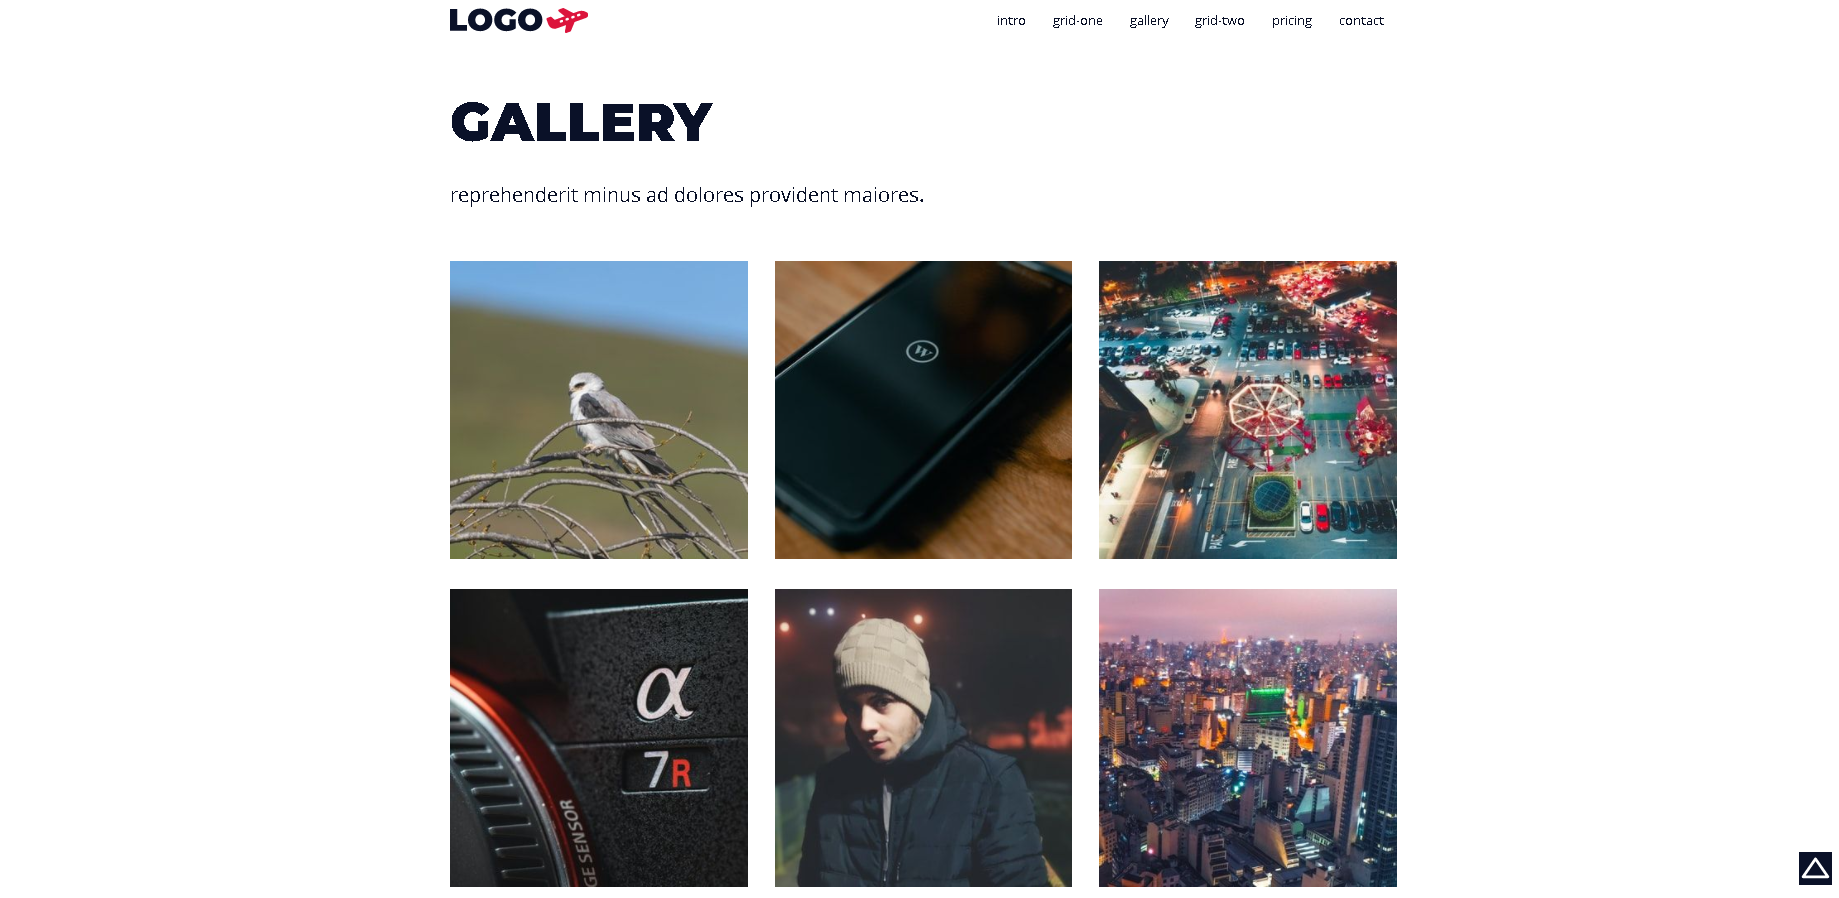 LOGO
intro grid-one gallery grid-two pricing contact
GALLERY
reprehenderit minus ad dolores provident maiores.
W
α
7R
GE SENSOR